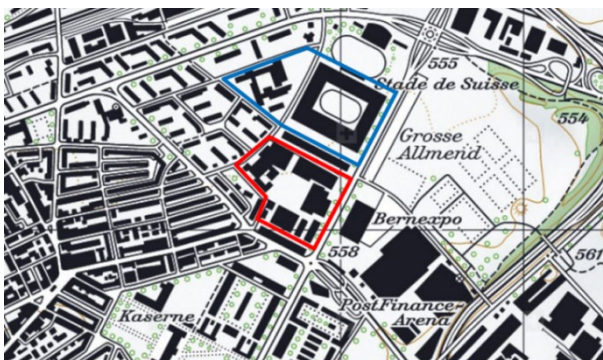 555
Stade de Suisse
554
Grosse
Allmend
Bernexpo
558
561
PostFinance
Arena
Kaserne